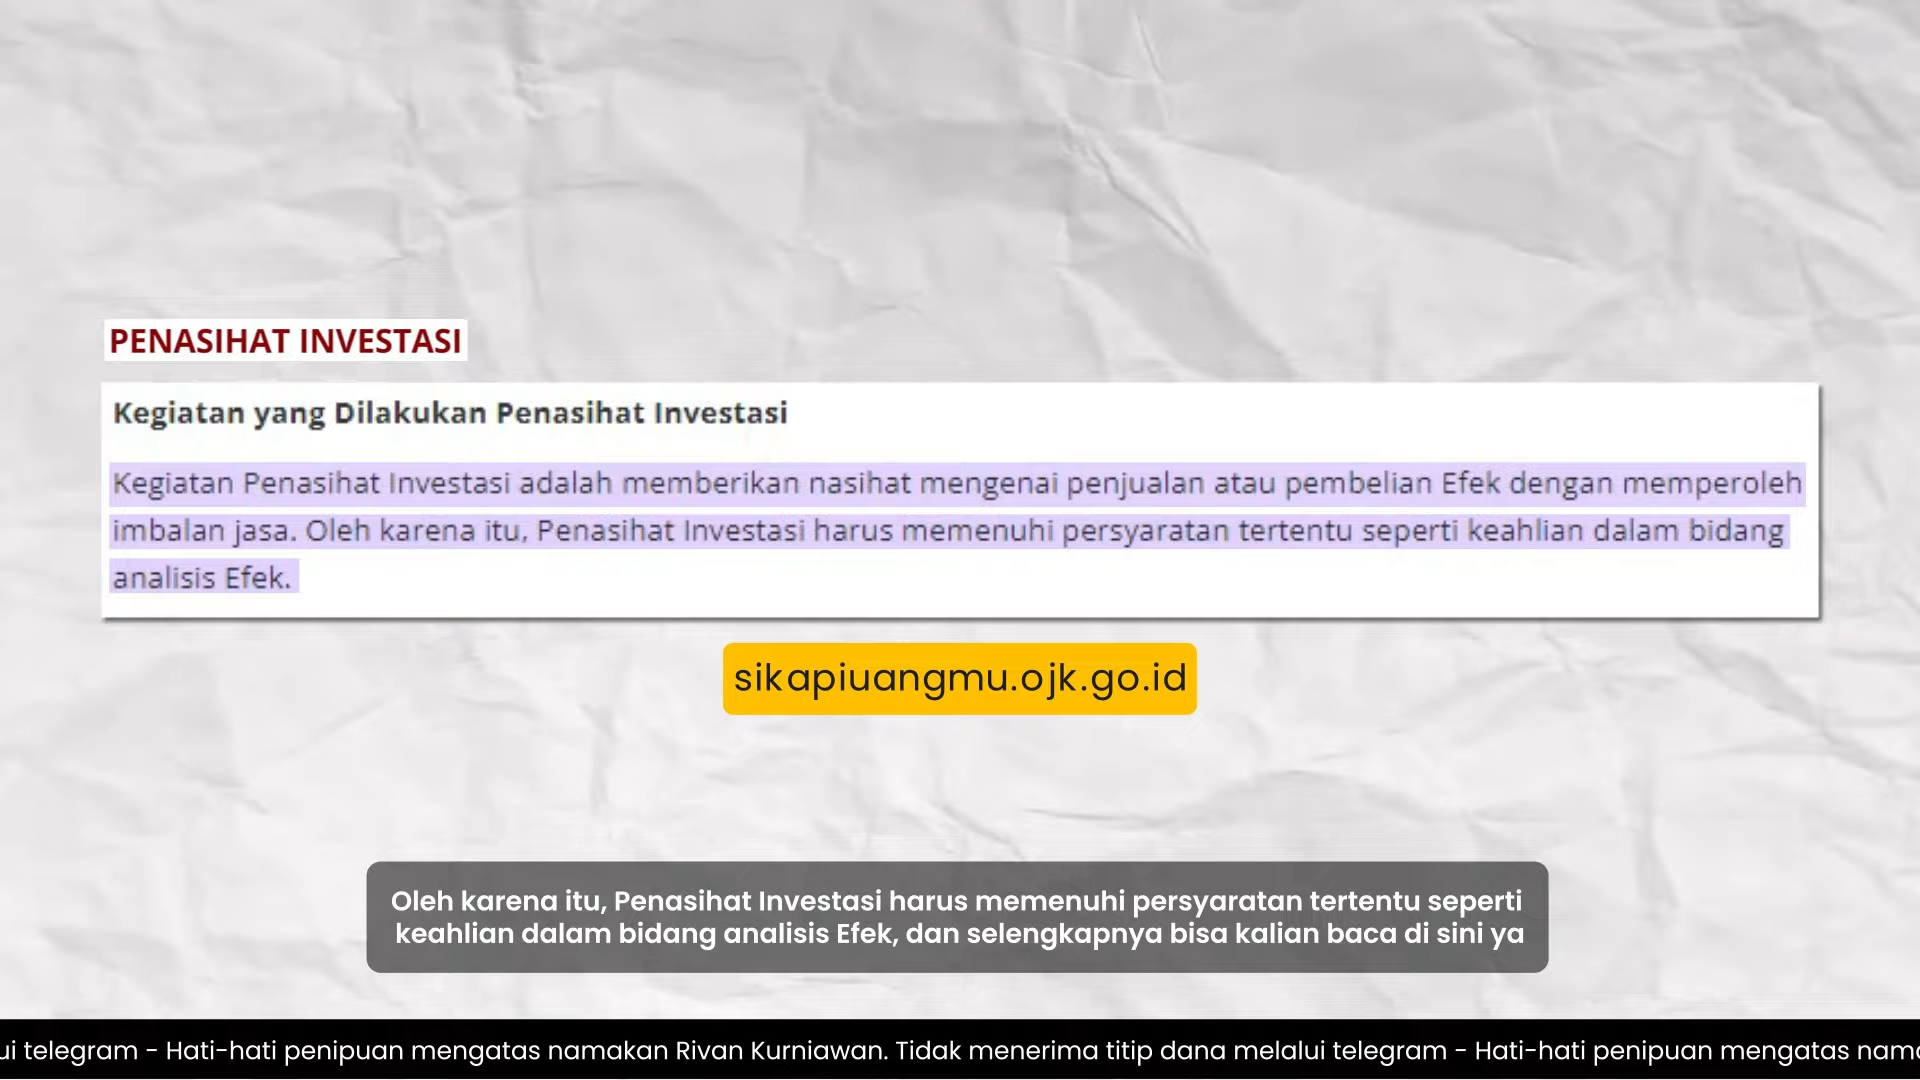 PENASIHAT INVESTASI
Kegiatan yang Dilakukan Penasihat Investasi
Kegiatan Penasihat Investasi adalah memberikan nasihat mengenai penjualan atau pembelian Efek dengan memperoleh
imbalan jasa. Oleh karena itu, Penasihat Investasi harus memenuhi persyaratan tertentu seperti keahlian dalam bidang
analisis Efek.
sikapiuangmu.ojk.go.id
Oleh karena itu, Penasihat Investasi harus memenuhi persyaratan tertentu seperti
keahlian dalam bidang analisis Efek, dan selengkapnya bisa kalian baca di sini ya
ui telegram - Hati-hati penipuan mengatas namakan Rivan Kurniawan. Tidak menerima titip dana melalui telegram - Hati-hati penipuan mengatas nam